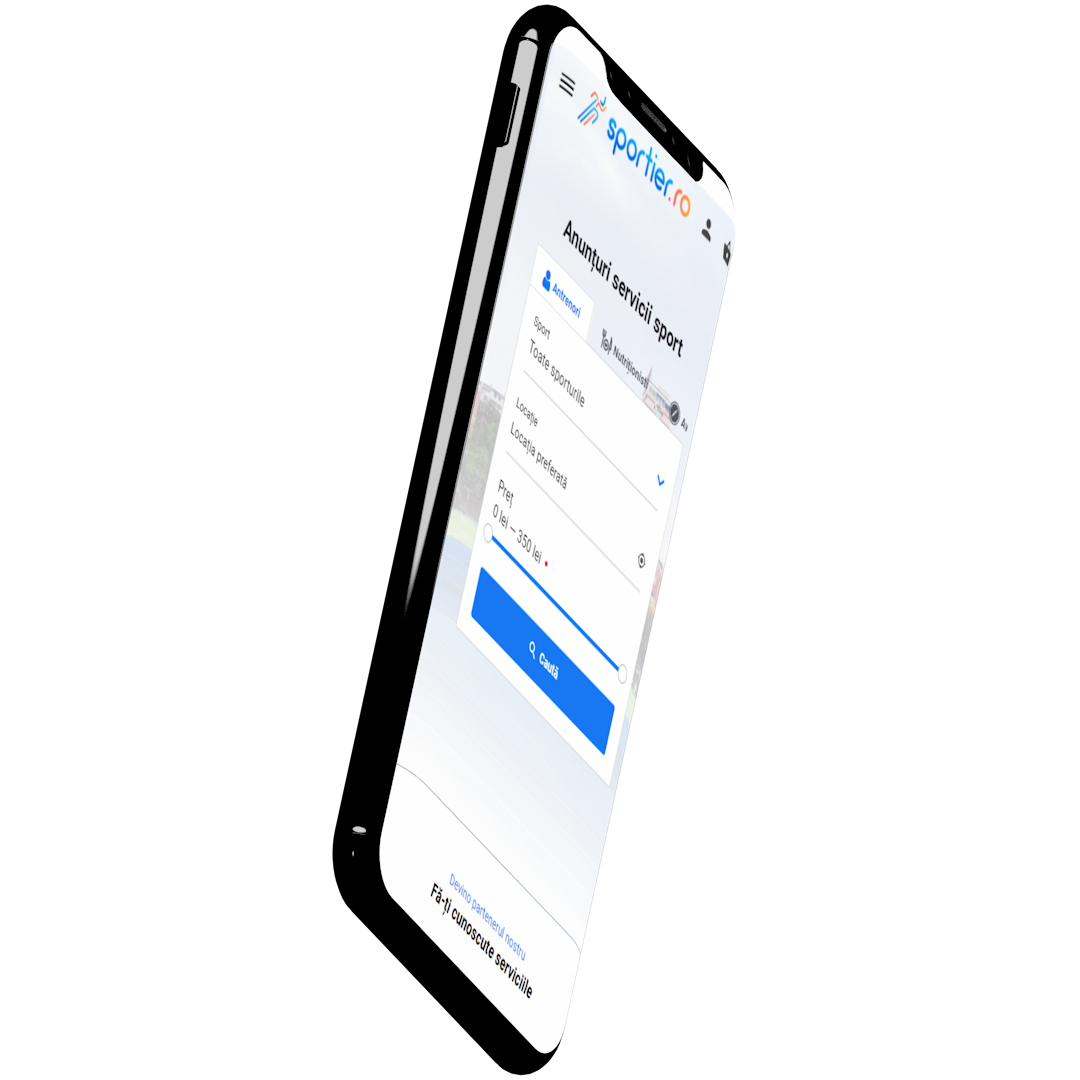 sportier.ro
Anunțuri servicii sport
Antrenori
Nutriționiști
Sport
Toate sporturile
Locație
Locația preferată
Preț
0 lei – 350 lei
Caută
Devino partenerul nostru
Fă-ți cunoscute serviciile